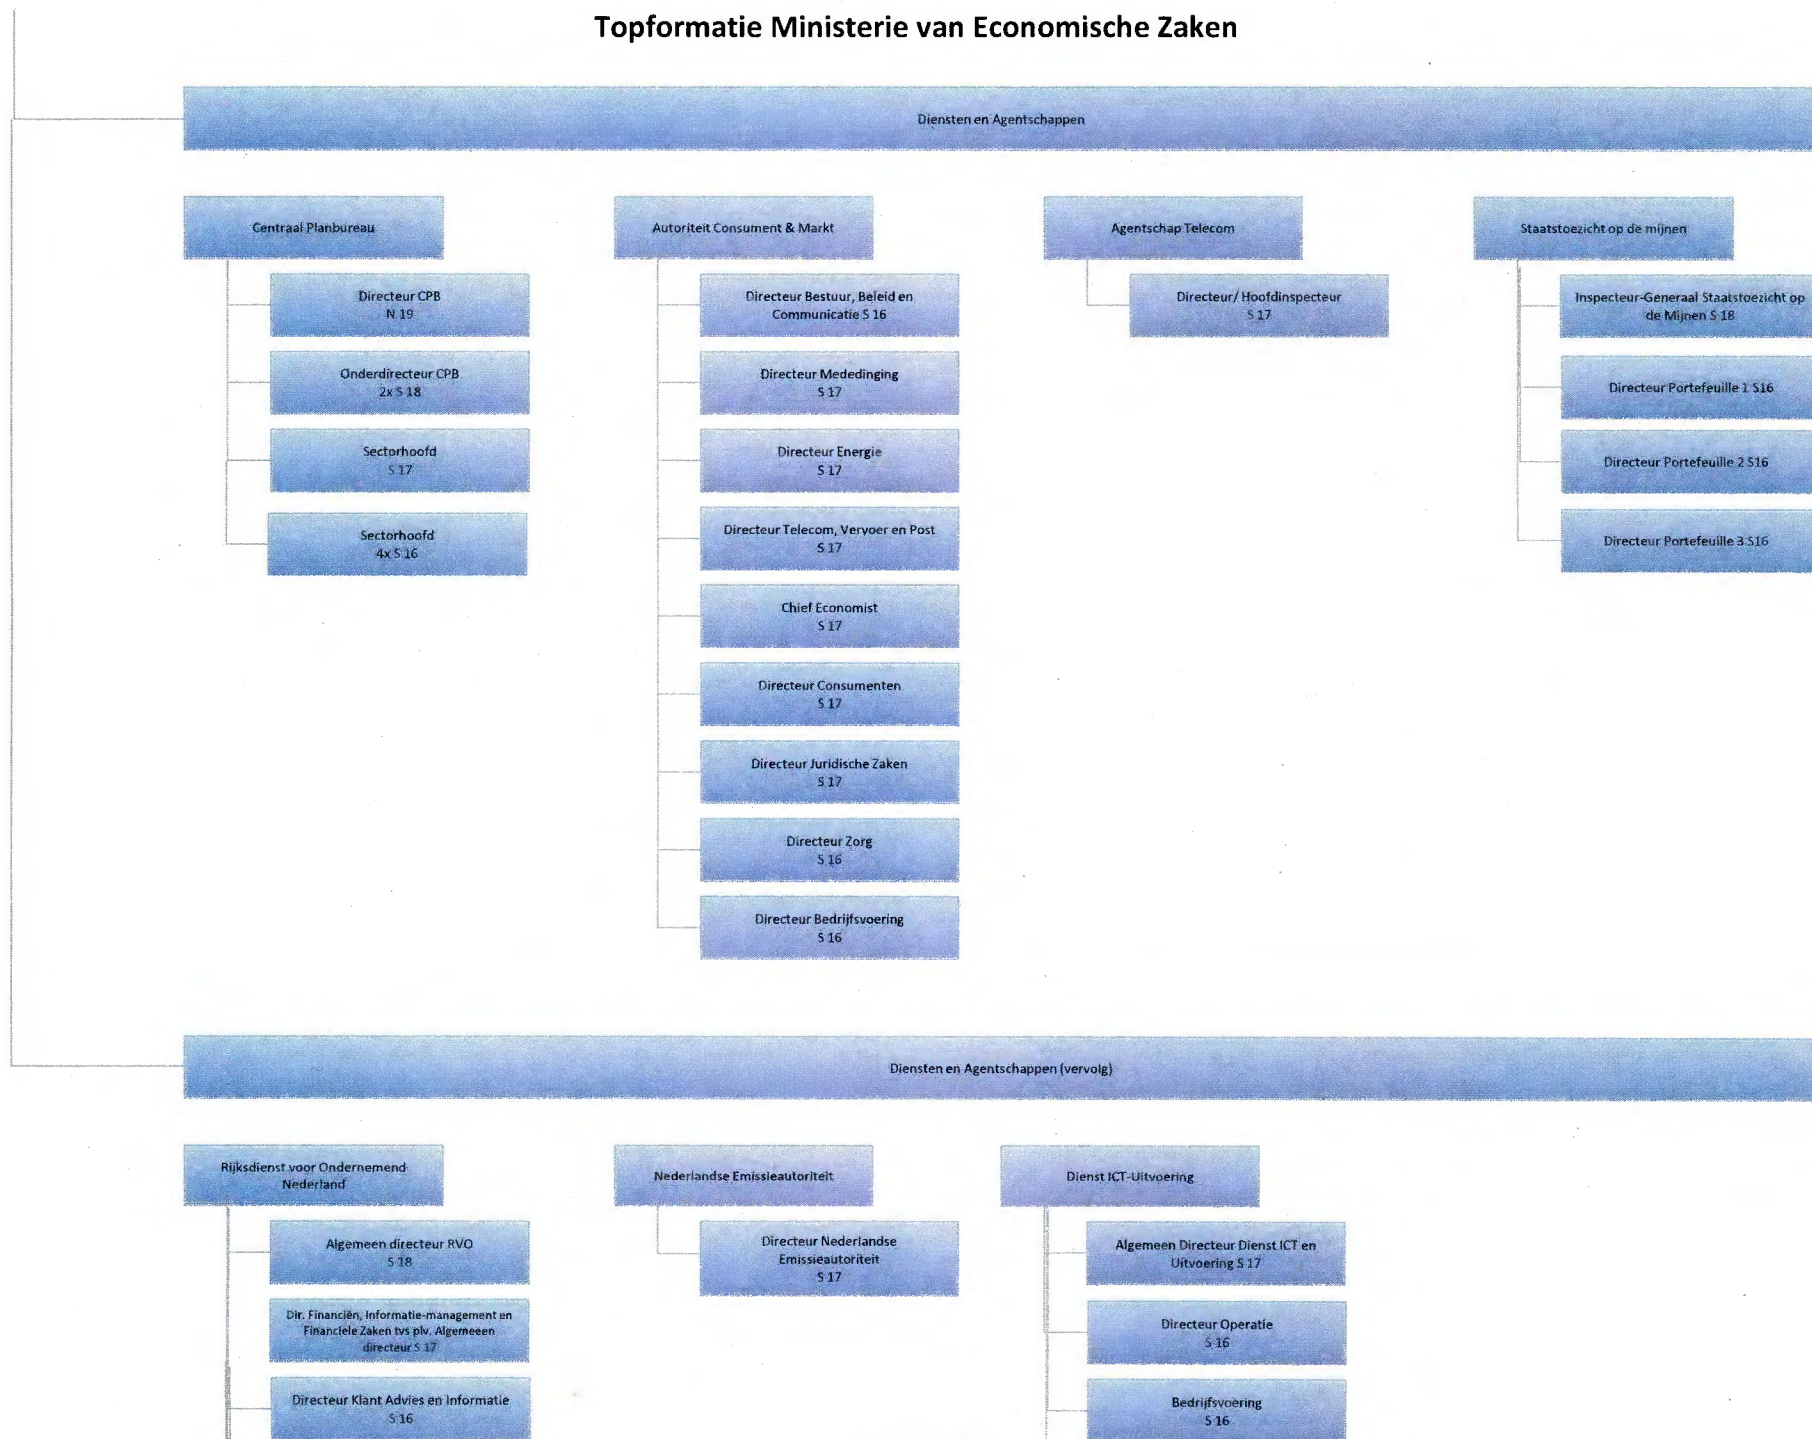 Topformatie Ministerie van Economische Zaken
Diensten en Agentschappen
Centraal Planbureau
Directeur CPB
N 19
Onderdirecteur CPB
2x S 18
Sectorhoofd
S 17
Sectorhoofd
4x S 16
Autoriteit Consument & Markt
Directeur Bestuur, Beleid en
Communicatie S 16
Directeur Mededinging
S 17
Directeur Energie
S 17
Directeur Telecom, Vervoer en Post
S 17
Chief Economist
S 17
Directeur Consumenten
S 17
Directeur Juridische Zaken
S 17
Directeur Zorg
S 16
Directeur Bedrijfsvoering
S 16
Agentschap Telecom
Directeur/ Hoofdinspecteur
S 17
Staatstoezicht op de mijnen
Inspecteur-Generaal Staatstoezicht op
de Mijnen S 18
Directeur Portefeuille 1 S16
Directeur Portefeuille 2 S16
Directeur Portefeuille 3 S16
Diensten en Agentschappen (vervolg)
Rijksdienst voor Ondernemend
Nederland
Algemeen directeur RVO
S 18
Dir. Financiën, Informatie-management en
Financiele Zaken tvs plv. Algemeeen
directeur S 17
Directeur Klant Advies en Informatie
S 16
Nederlandse Emissieautoriteit
Directeur Nederlandse
Emissieautoriteit
S 17
Dienst ICT-Uitvoering
Algemeen Directeur Dienst ICT en
Uitvoering S 17
Directeur Operatie
S 16
Bedrijfsvoering
S 16